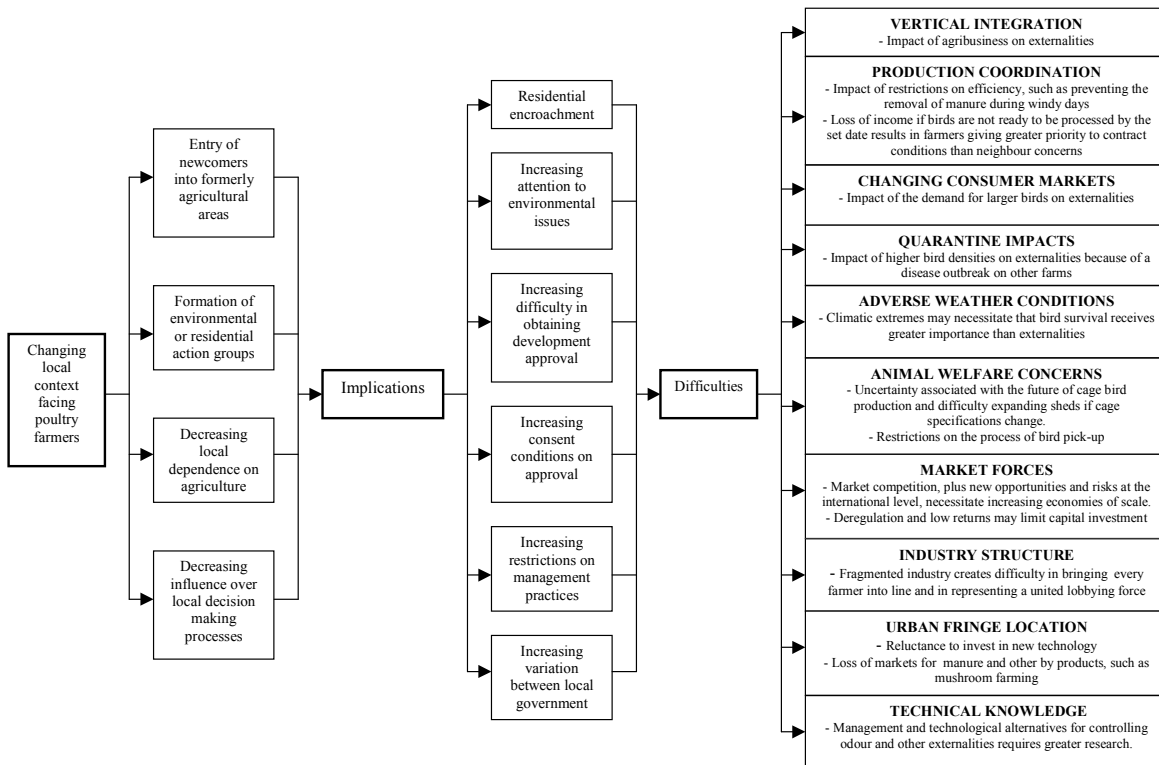 Changing
local
context
facing
poultry
farmers
Entry of
newcomers
into formerly
agricultural
areas
Formation of
environmental
or residential
action groups
Decreasing
local
dependence on
agriculture
Decreasing
influence over
local decision
making
processes
Implications
Residential
encroachment
Increasing
attention to
environmental
issues
Increasing
difficulty in
obtaining
development
approval
Increasing
consent
conditions on
approval
Increasing
restrictions on
management
practices
Increasing
variation
between local
government
Difficulties
VERTICAL INTEGRATION
- Impact of agribusiness on externalities
PRODUCTION COORDINATION
- Impact of restrictions on efficiency, such as preventing the
removal of manure during windy days
- Loss of income if birds are not ready to be processed by the
set date results in farmers giving greater priority to contract
conditions than neighbour concerns
CHANGING CONSUMER MARKETS
- Impact of the demand for larger birds on externalities
QUARANTINE IMPACTS
- Impact of higher bird densities on externalities because of a
disease outbreak on other farms
ADVERSE WEATHER CONDITIONS
- Climatic extremes may necessitate that bird survival receives
greater importance than externalities
ANIMAL WELFARE CONCERNS
- Uncertainty associated with the future of cage bird
production and difficulty expanding sheds if cage
specifications change.
- Restrictions on the process of bird pick-up
MARKET FORCES
- Market competition, plus new opportunities and risks at the
international level, necessitate increasing economies of scale.
- Deregulation and low returns may limit capital investment
INDUSTRY STRUCTURE
- Fragmented industry creates difficulty in bringing every
farmer into line and in representing a united lobbying force
URBAN FRINGE LOCATION
- Reluctance to invest in new technology
- Loss of markets for manure and other by products, such as
mushroom farming
TECHNICAL KNOWLEDGE
- Management and technological alternatives for controlling
odour and other externalities requires greater research.